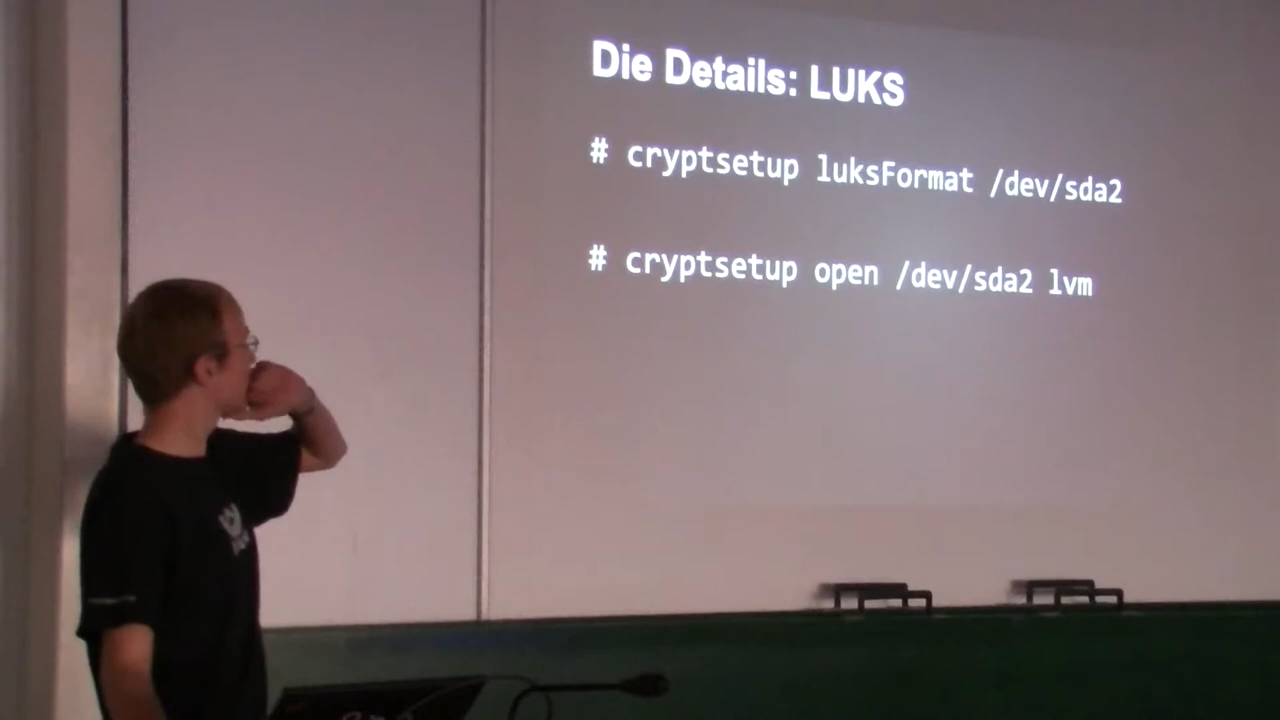 Die Details: LUKS
# cryptsetup luksFormat /dev/sda2
# cryptsetup open /dev/sda2 lvm